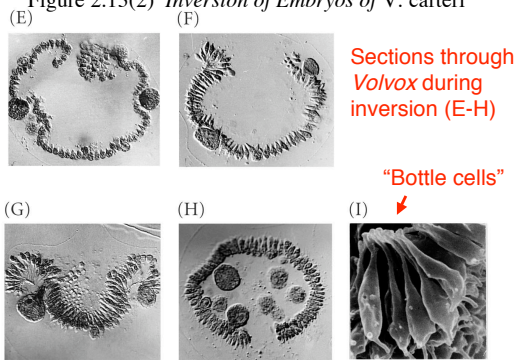 Figure 2.13(2) Inversion of Embryos of V. carteri
(E)
(F)
Sections through
Volvox during
inversion (E-H)
“Bottle cells”
(G)
(H)
(I)